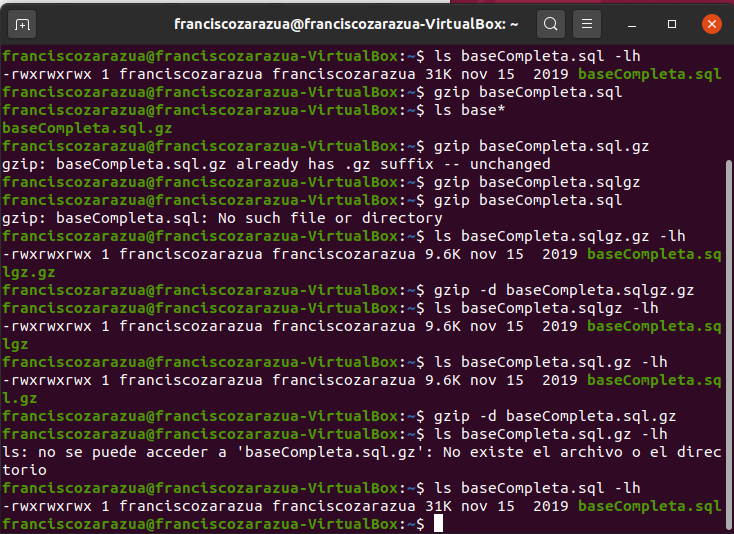 franciscozarazua@franciscozarazua-VirtualBox: ~
franciscozarazua@franciscozarazua-VirtualBox:~$ ls baseCompleta.sql -lh
-rwxrwxrwx 1 franciscozarazua franciscozarazua 31K nov 15  2019 baseCompleta.sql
franciscozarazua@franciscozarazua-VirtualBox:~$ gzip baseCompleta.sql
franciscozarazua@franciscozarazua-VirtualBox:~$ ls base*
baseCompleta.sql.gz
franciscozarazua@franciscozarazua-VirtualBox:~$ gzip baseCompleta.sql.gz
gzip: baseCompleta.sql.gz already has .gz suffix -- unchanged
franciscozarazua@franciscozarazua-VirtualBox:~$ gzip baseCompleta.sqlgz
franciscozarazua@franciscozarazua-VirtualBox:~$ gzip baseCompleta.sql
gzip: baseCompleta.sql: No such file or directory
franciscozarazua@franciscozarazua-VirtualBox:~$ ls baseCompleta.sqlgz.gz -lh
-rwxrwxrwx 1 franciscozarazua franciscozarazua 9.6K nov 15  2019 baseCompleta.sq
lgz.gz
franciscozarazua@franciscozarazua-VirtualBox:~$ gzip -d baseCompleta.sqlgz.gz
franciscozarazua@franciscozarazua-VirtualBox:~$ ls baseCompleta.sqlgz -lh
-rwxrwxrwx 1 franciscozarazua franciscozarazua 9.6K nov 15  2019 baseCompleta.sq
lgz
franciscozarazua@franciscozarazua-VirtualBox:~$ ls baseCompleta.sql.gz -lh
-rwxrwxrwx 1 franciscozarazua franciscozarazua 9.6K nov 15  2019 baseCompleta.sq
l.gz
franciscozarazua@franciscozarazua-VirtualBox:~$ gzip -d baseCompleta.sql.gz
franciscozarazua@franciscozarazua-VirtualBox:~$ ls baseCompleta.sql.gz -lh
ls: no se puede acceder a 'baseCompleta.sql.gz': No existe el archivo o el direc
torio
franciscozarazua@franciscozarazua-VirtualBox:~$ ls baseCompleta.sql -lh
-rwxrwxrwx 1 franciscozarazua franciscozarazua 31K nov 15  2019 baseCompleta.sql
franciscozarazua@franciscozarazua-VirtualBox:~$